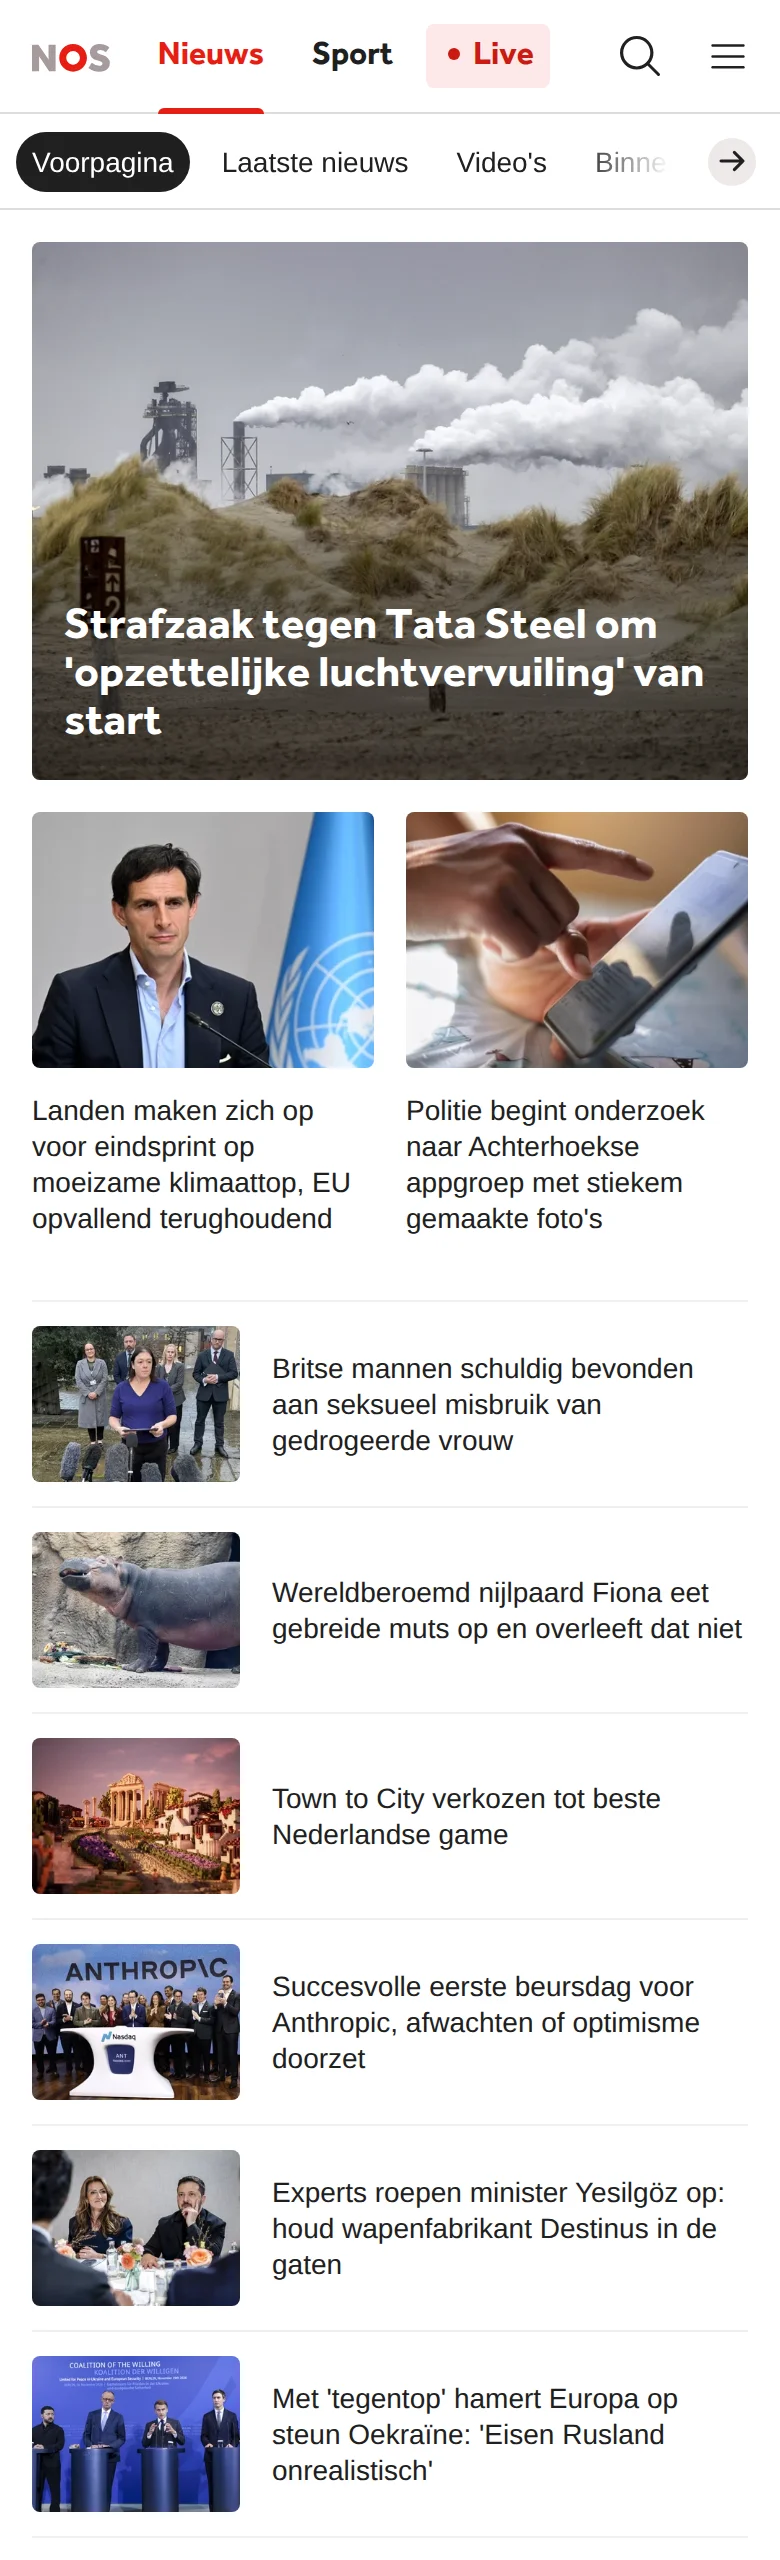 NOS Nieuws Sport Live
Voorpagina Laatste nieuws Video's Binne
Strafzaak tegen Tata Steel om
'opzettelijke luchtvervuiling' van
start
Landen maken zich op
voor eindsprint op
moeizame klimaattop, EU
opvallend terughoudend
Politie begint onderzoek
naar Achterhoekse
appgroep met stiekem
gemaakte foto's
Britse mannen schuldig bevonden
aan seksueel misbruik van
gedrogeerde vrouw
Wereldberoemd nijlpaard Fiona eet
gebreide muts op en overleeft dat niet
Town to City verkozen tot beste
Nederlandse game
ANTHROP\C
Nasdaq
ANT
Succesvolle eerste beursdag voor
Anthropic, afwachten of optimisme
doorzet
Experts roepen minister Yesilgöz op:
houd wapenfabrikant Destinus in de
gaten
COALITION OF THE WILLING
KOALITION DER WILLIGEN
Met 'tegentop' hamert Europa op
steun Oekraïne: 'Eisen Rusland
onrealistisch'